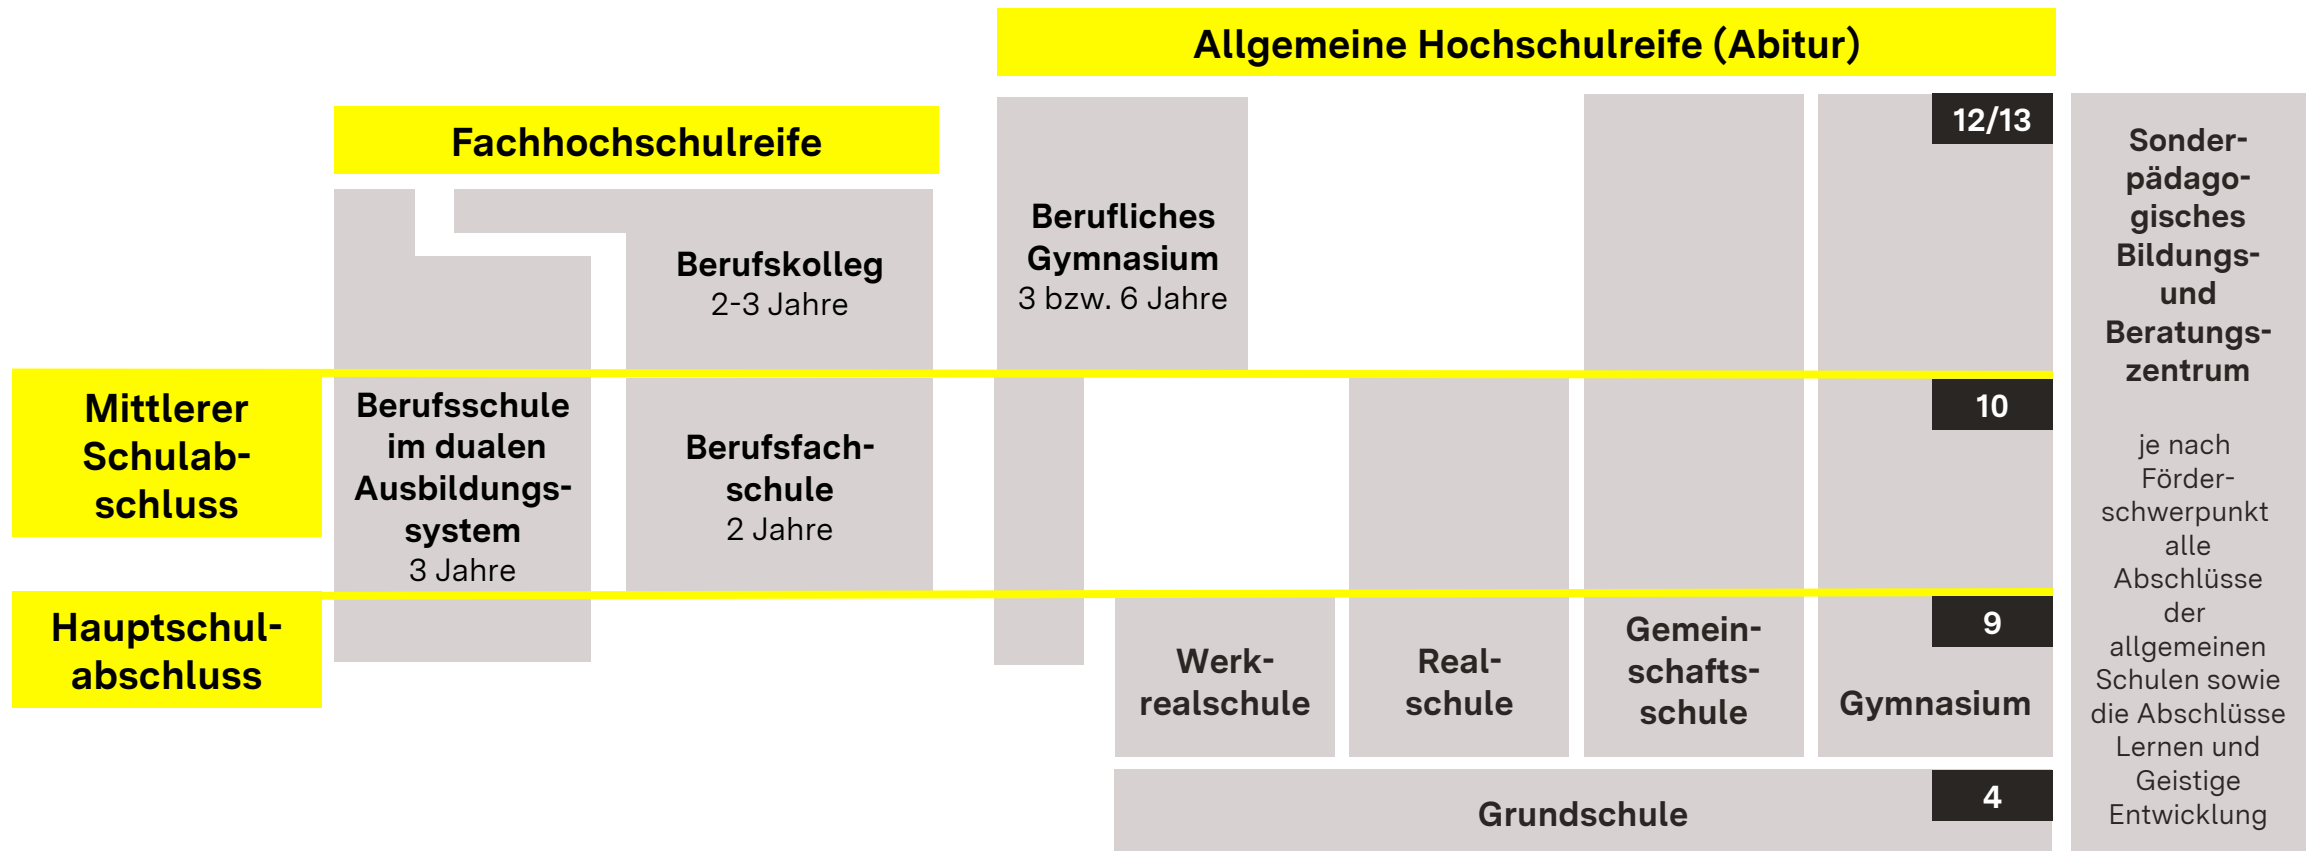 Allgemeine Hochschulreife (Abitur)
Fachhochschulreife
12/13
Berufskolleg
2-3 Jahre
Berufliches
Gymnasium
3 bzw. 6 Jahre
Mittlerer
Schulab-
schluss
Berufsschule
im dualen
Ausbildungs-
system
3 Jahre
Berufsfach-
schule
2 Jahre
10
Hauptschul-
abschluss
Werk-
realschule
Real-
schule
Gemein-
schafts-
schule
9
Gymnasium
Grundschule
4
Sonder-
pädago-
gisches
Bildungs-
und
Beratungs-
zentrum
je nach
Förder-
schwerpunkt
alle
Abschlüsse
der
allgemeinen
Schulen sowie
die Abschlüsse
Lernen und
Geistige
Entwicklung